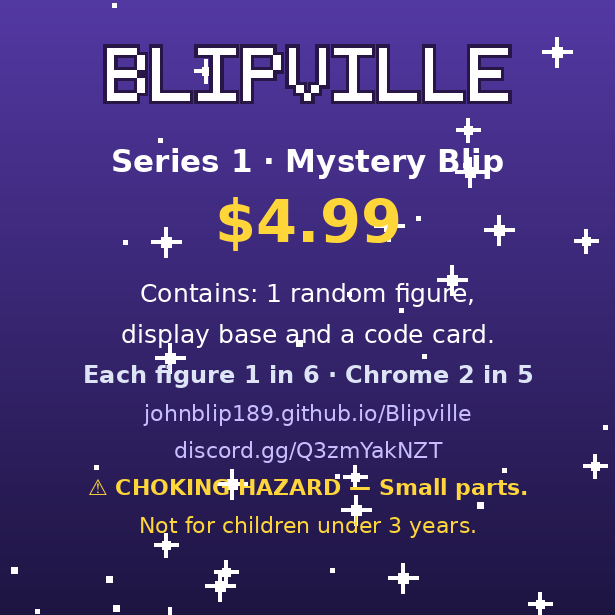 BLIPVILLE
Series 1 · Mystery Blip
$4.99
Contains: 1 random figure,
display base and a code card.
Each figure 1 in 6 · Chrome 2 in 5
johnblip189.github.io/Blipville
discord.gg/Q3zmYakNZT
⚠ CHOKING HAZARD — Small parts.
Not for children under 3 years.